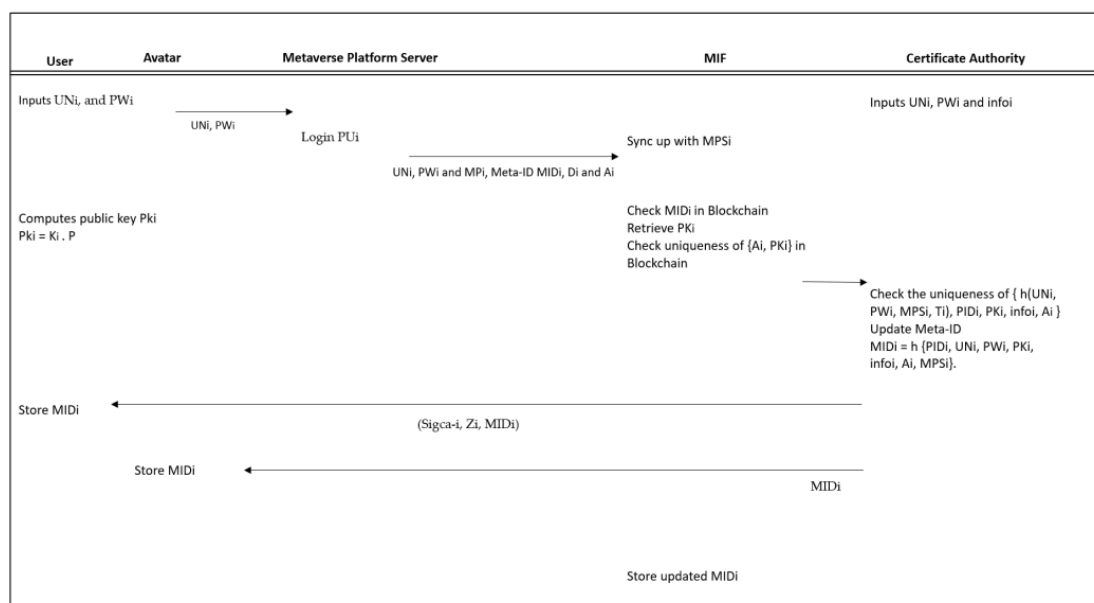 User
Avatar
Metaverse Platform Server
MIF
Certificate Authority
Inputs UNi, and PWi
UNi, PWi
Login PUi
Inputs UNi, PWi and infoi
Sync up with MPSi
UNi, PWi and MPi, Meta-ID MIDi, Di and Ai
Computes public key Pki
Pki = Ki . P
Check MIDi in Blockchain
Retrieve PKi
Check uniqueness of {Ai, PKi} in
Blockchain
Check the uniqueness of { h(UNi,
PWi, MPSi, Ti), PIDi, PKi, infoi, Ai }
Update Meta-ID
MIDi = h {PIDi, UNi, PWi, PKi,
infoi, Ai, MPSi}.
Store MIDi
(Sigca-i, Zi, MIDi)
Store MIDi
MIDi
Store updated MIDi